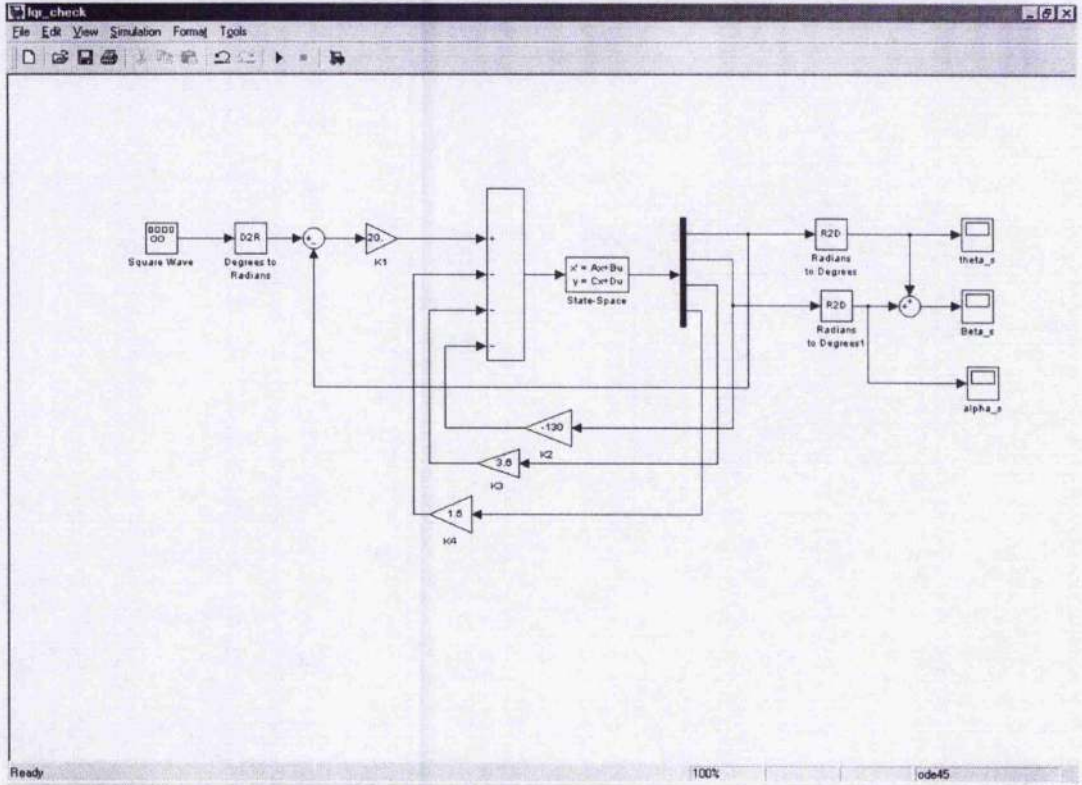 lqr_check
File Edit View Simulation Format Tools
D2R
20.
x' = Ax+Bu
y = Cx+Du
R2D
R2D
Square Wave
Degrees to
Radians
K1
State-Space
Radians
to Degrees
theta_s
Radians
to Degrees1
Beta_s
alpha_s
-130
K2
3.6
K3
1.5
K4
Ready
100%
ode45